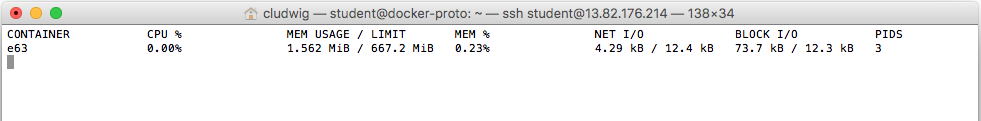 cludwig — student@docker-proto: ~ — ssh student@13.82.176.214 — 138×34
CONTAINER CPU % MEM USAGE / LIMIT MEM % NET I/O BLOCK I/O PIDS
e63 0.00% 1.562 MiB / 667.2 MiB 0.23% 4.29 kB / 12.4 kB 73.7 kB / 12.3 kB 3